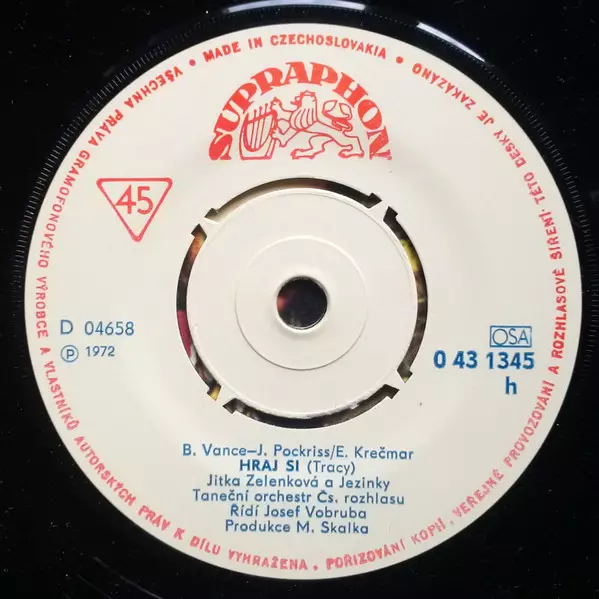 VŠECHNA PRÁVA GRAMOFONOVÉHO VÝROBCE A VLASTNÍKŮ AUTORSKÝCH PRÁV K DÍLU VYHRAŽENA. POŘIZOVÁNÍ KOPIÍ, VEŘEJNÉ PROVOZOVÁNÍ A ROZHLASOVÉ ŠÍŘENÍ TÉTO DESKY JE ZAKÁZÁNO • MADE IN CZECHOSLOVAKIA •
SUPRAPHON
45
D 04658
Ⓟ 1972
OSA
0 43 1345
h
B. Vance–J. Pockriss/E. Krečmar
HRAJ SI (Tracy)
Jitka Zelenková a Jezinky
Taneční orchestr Čs. rozhlasu
Řídí Josef Vobruba
Produkce M. Skalka